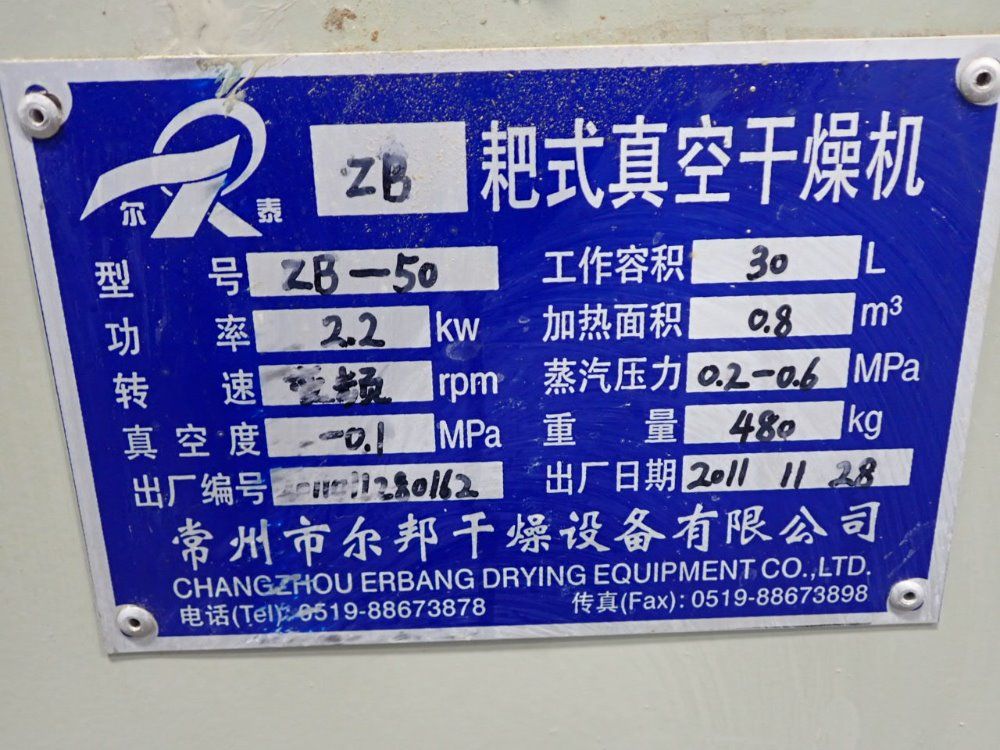 尔 泰
ZB 耙式真空干燥机
型 号 ZB-50 工作容积 30 L
功 率 2.2 kw 加热面积 0.8 m³
转 速 变频 rpm 蒸汽压力 0.2-0.6 MPa
真空度 -0.1 MPa 重 量 480 kg
出厂编号 出厂日期 2011 11 28
常州市尔邦干燥设备有限公司
CHANGZHOU ERBANG DRYING EQUIPMENT CO.,LTD.
电话(Tel): 0519-88673878 传真(Fax): 0519-88673898